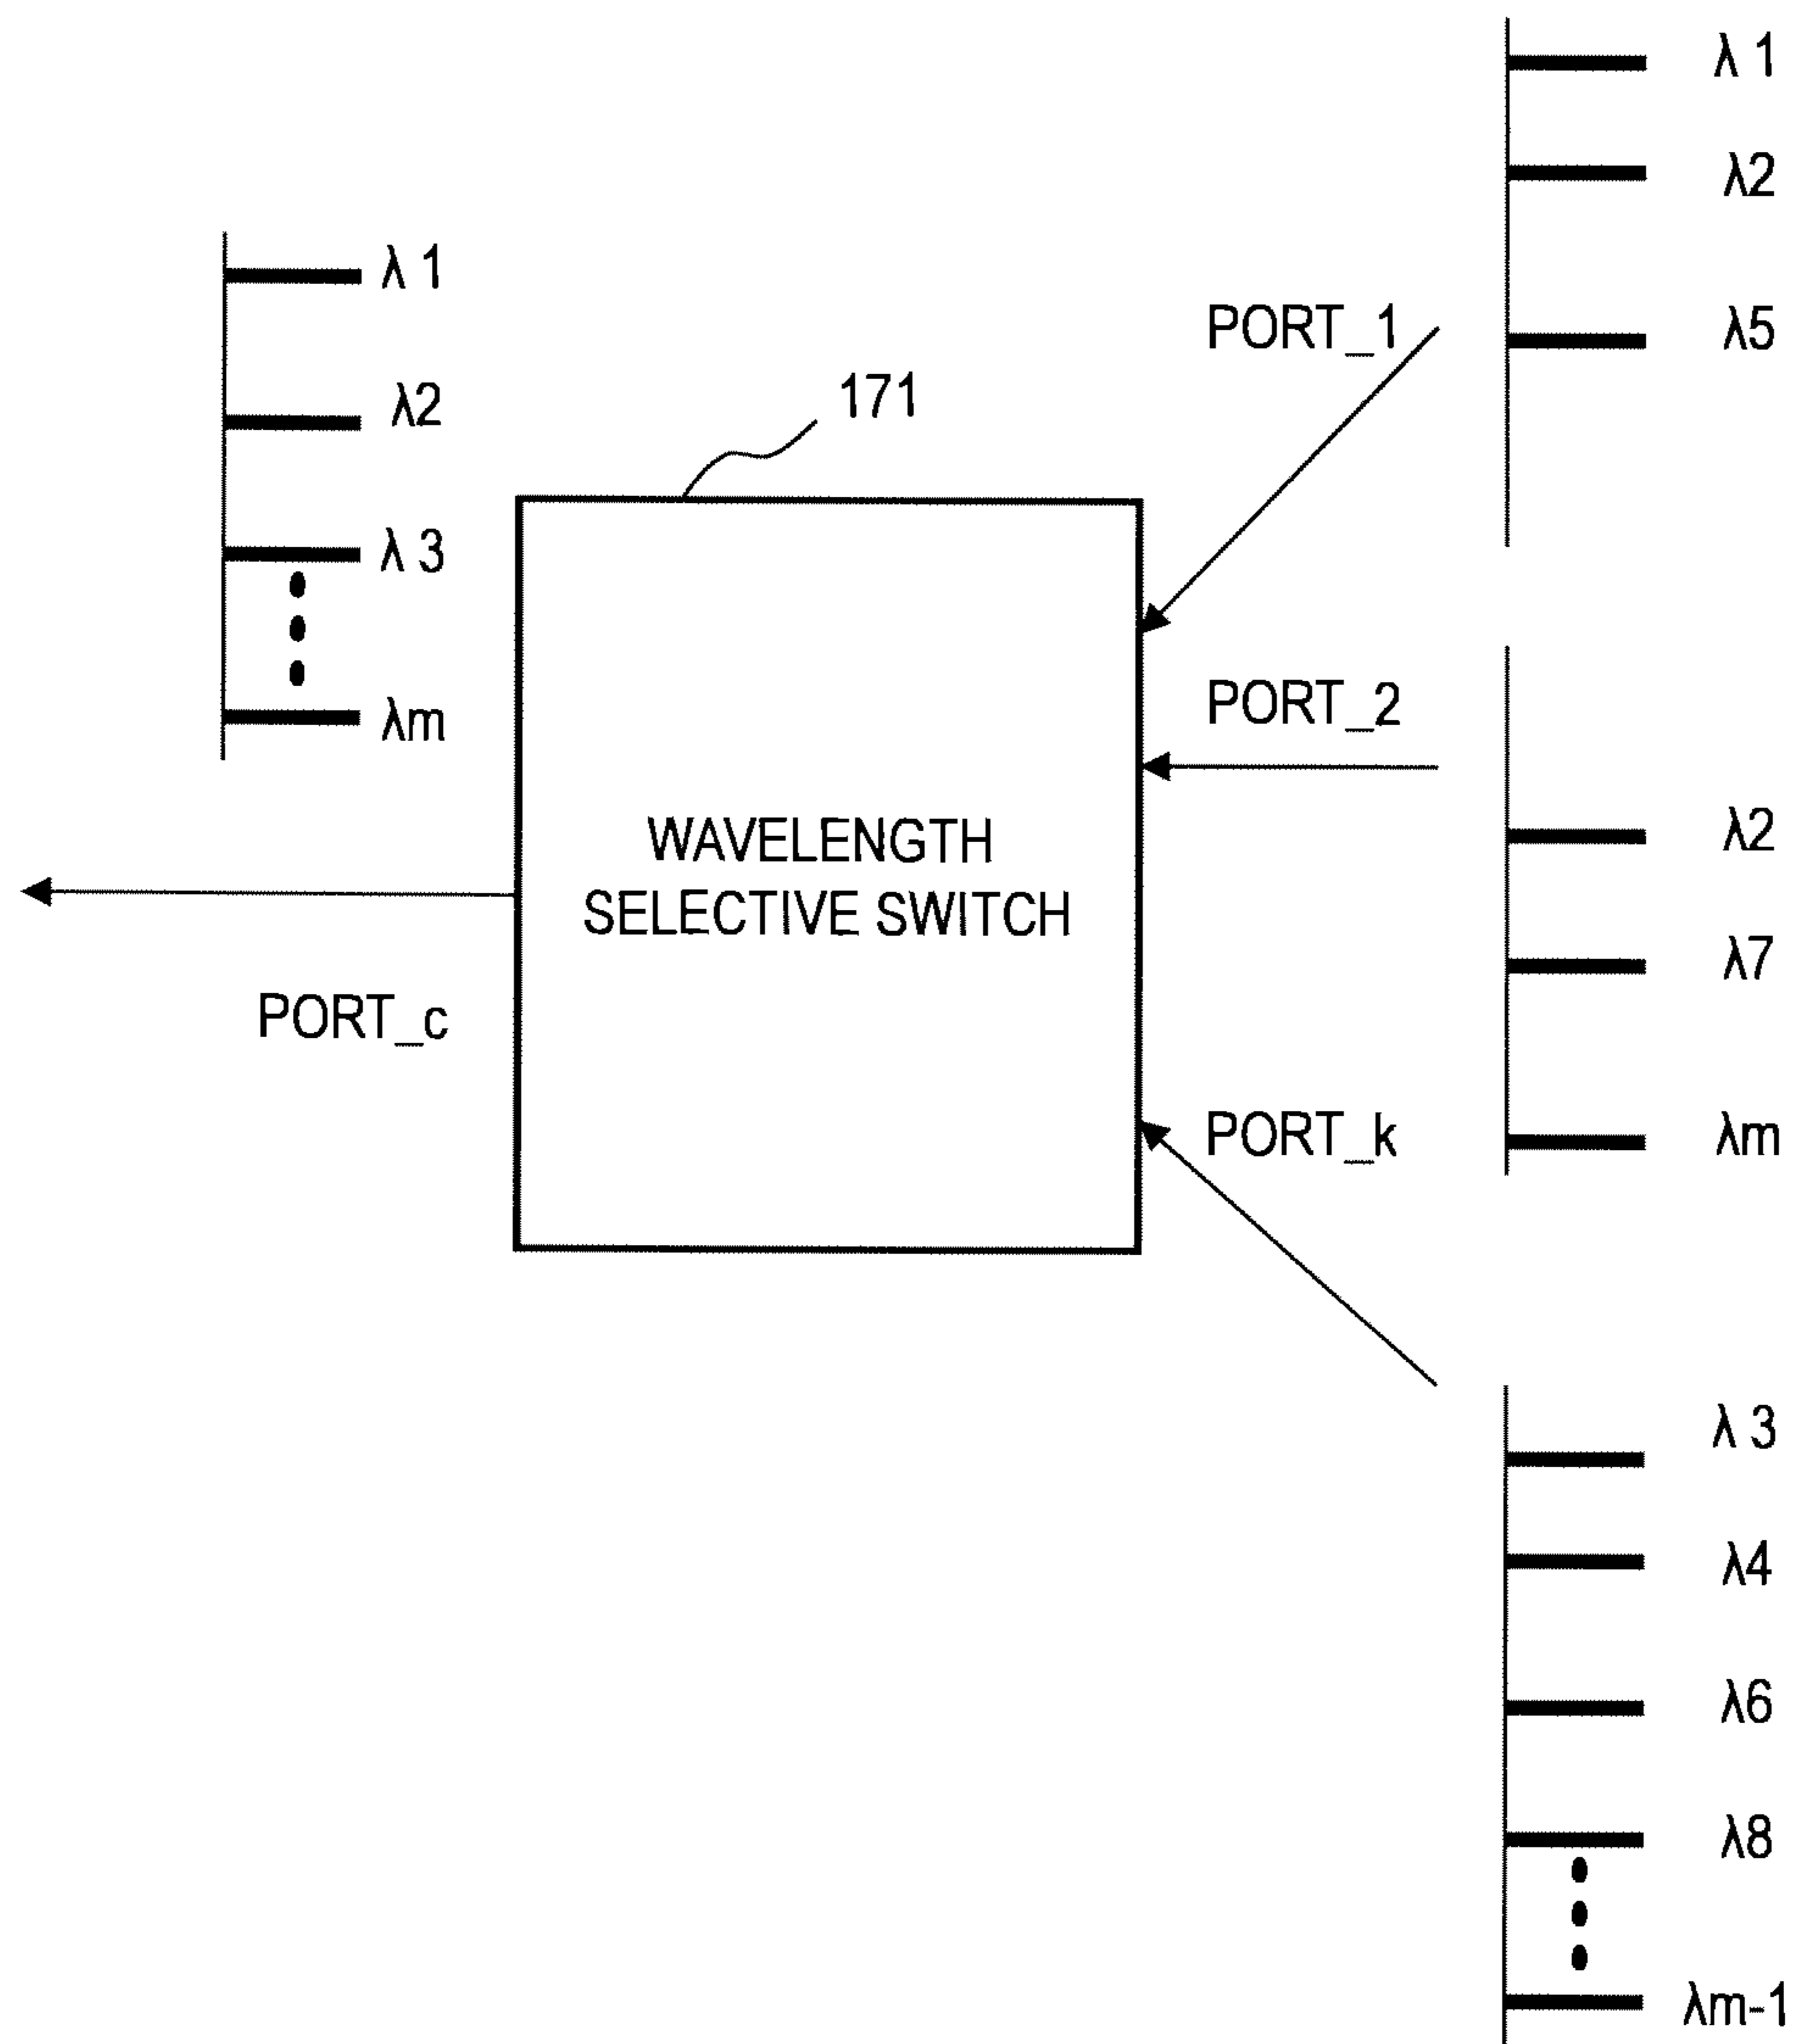 λ 1
λ2
λ 3
λm
171
WAVELENGTH
SELECTIVE SWITCH
PORT_c
PORT_1
PORT_2
PORT_k
λ 1
λ2
λ5
λ2
λ7
λm
λ 3
λ4
λ6
λ8
λm-1